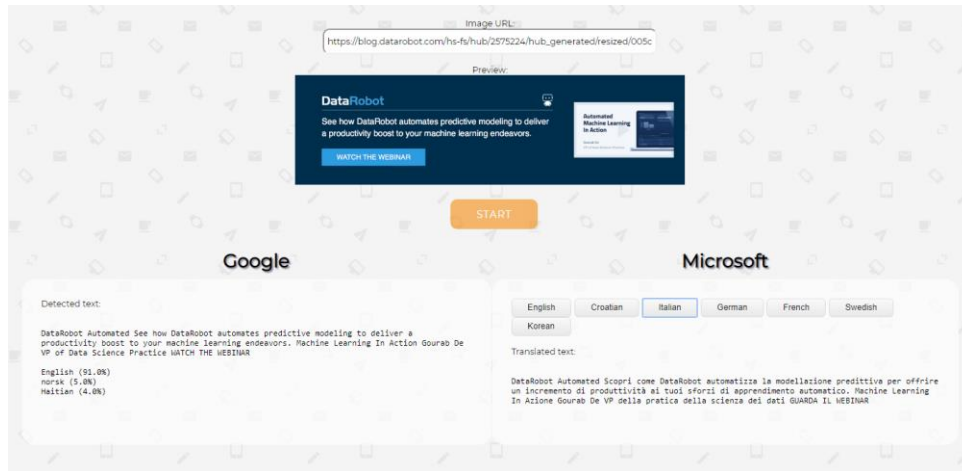 Image URL:
https://blog.datarobot.com/hs-fs/hub/2575224/hub_generated/resized/005c
Preview:
DataRobot
See how DataRobot automates predictive modeling to deliver
a productivity boost to your machine learning endeavors.
WATCH THE WEBINAR
Automated
Machine Learning
In Action
START
Google
Detected text:
DataRobot Automated See how DataRobot automates predictive modeling to deliver a
productivity boost to your machine learning endeavors. Machine Learning In Action Gourab De
VP of Data Science Practice WATCH THE WEBINAR
English (91.0%)
norsk (5.0%)
Haitian (4.0%)
Microsoft
English Croatian Italian German French Swedish
Korean
Translated text:
DataRobot Automated Scopri come DataRobot automatizza la modellazione predittiva per offrire
un incremento di produttività ai tuoi sforzi di apprendimento automatico. Machine Learning
In Azione Gourab De VP della pratica della scienza dei dati GUARDA IL WEBINAR